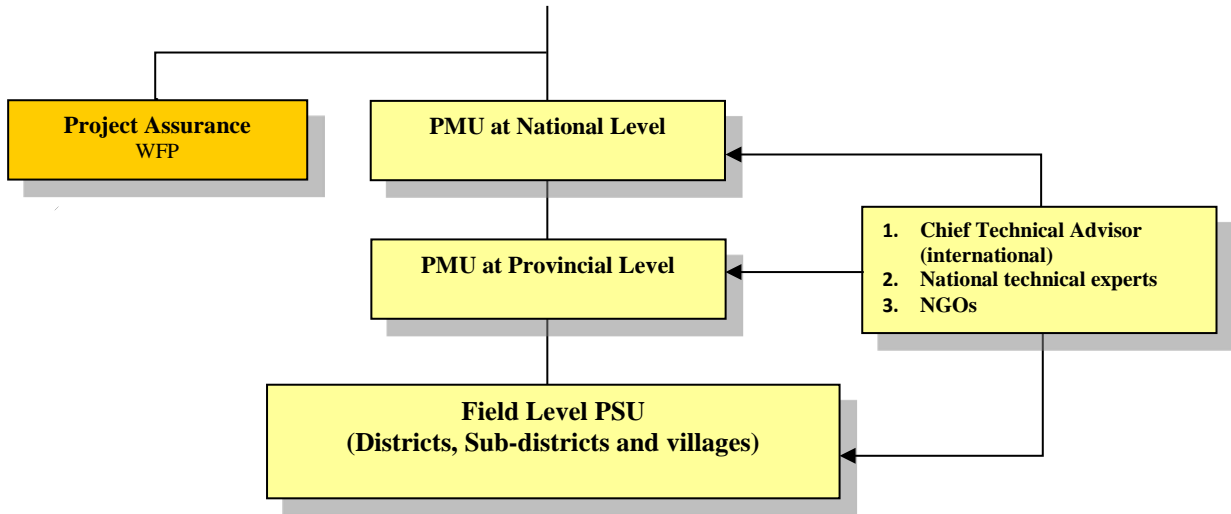 Project Assurance
WFP
PMU at National Level
PMU at Provincial Level
1. Chief Technical Advisor
(international)
2. National technical experts
3. NGOs
Field Level PSU
(Districts, Sub-districts and villages)